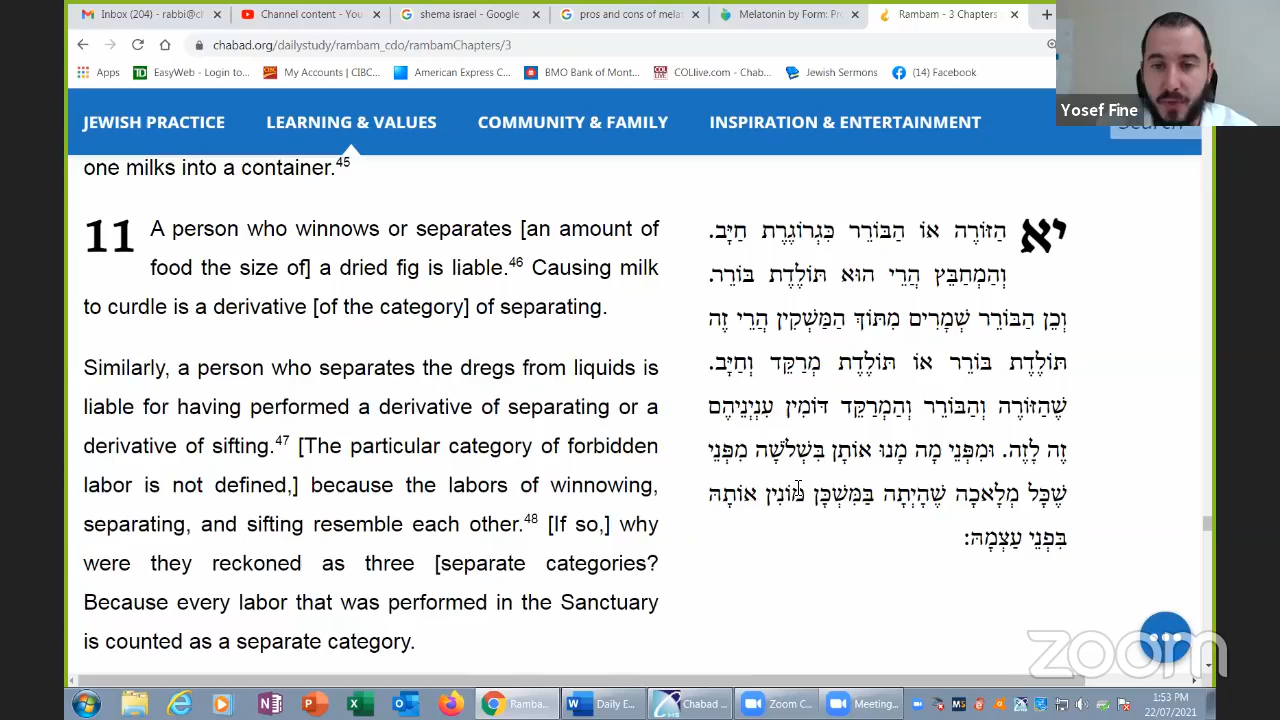 Inbox (204) - rabbi@c
Channel content - You
shema israel - Google
pros and cons of mela
Melatonin by Form: Pr
Rambam - 3 Chapters
chabad.org/dailystudy/rambam_cdo/rambamChapters/3
Apps
EasyWeb - Login to...
My Accounts | CIBC...
American Express C...
BMO Bank of Mont...
COLlive.com - Chab...
Jewish Sermons
(14) Facebook
Yosef Fine
JEWISH PRACTICE
LEARNING & VALUES
COMMUNITY & FAMILY
INSPIRATION & ENTERTAINMENT
Search
one milks into a container.45
11 A person who winnows or separates [an amount of
food the size of] a dried fig is liable.46 Causing milk
to curdle is a derivative [of the category] of separating.
Similarly, a person who separates the dregs from liquids is
liable for having performed a derivative of separating or a
derivative of sifting.47 [The particular category of forbidden
labor is not defined,] because the labors of winnowing,
separating, and sifting resemble each other.48 [If so,] why
were they reckoned as three [separate categories?
Because every labor that was performed in the Sanctuary
is counted as a separate category.
יא הַזּוֹרֶה אוֹ הַבּוֹרֵר כִּגְרוֹגֶרֶת חַיָּב.
וְהַמְחַבֵּץ הֲרֵי הוּא תּוֹלֶדֶת בּוֹרֵר.
וְכֵן הַבּוֹרֵר שְׁמָרִים מִתּוֹךְ הַמַּשְׁקִין הֲרֵי זֶה
תּוֹלֶדֶת בּוֹרֵר אוֹ תּוֹלֶדֶת מְרַקֵּד וְחַיָּב.
שֶׁהַזּוֹרֶה וְהַבּוֹרֵר וְהַמְרַקֵּד דּוֹמִין עִנְיְנֵיהֶם
זֶה לָזֶה. וּמִפְּנֵי מָה מָנוּ אוֹתָן בִּשְׁלֹשָׁה מִפְּנֵי
שֶׁכָּל מְלָאכָה שֶׁהָיְתָה בַּמִּשְׁכָּן מוֹנִין אוֹתָהּ
בִּפְנֵי עַצְמָהּ:
zoom
Ramba...
Daily E...
Chabad ...
Zoom C...
Meeting...
1:53 PM
22/07/2021